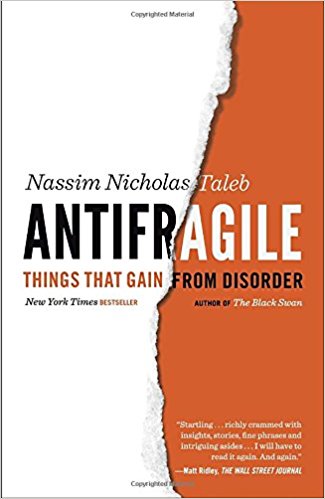 Copyrighted Material
Nassim Nicholas Taleb
ANTIFRAGILE
THINGS THAT GAIN FROM DISORDER
New York Times BESTSELLER AUTHOR OF The Black Swan
"Startling . . . richly crammed with
insights, stories, fine phrases and
intriguing asides . . . I will have to
read it again. And again."
—Matt Ridley, THE WALL STREET JOURNAL
Copyrighted Material